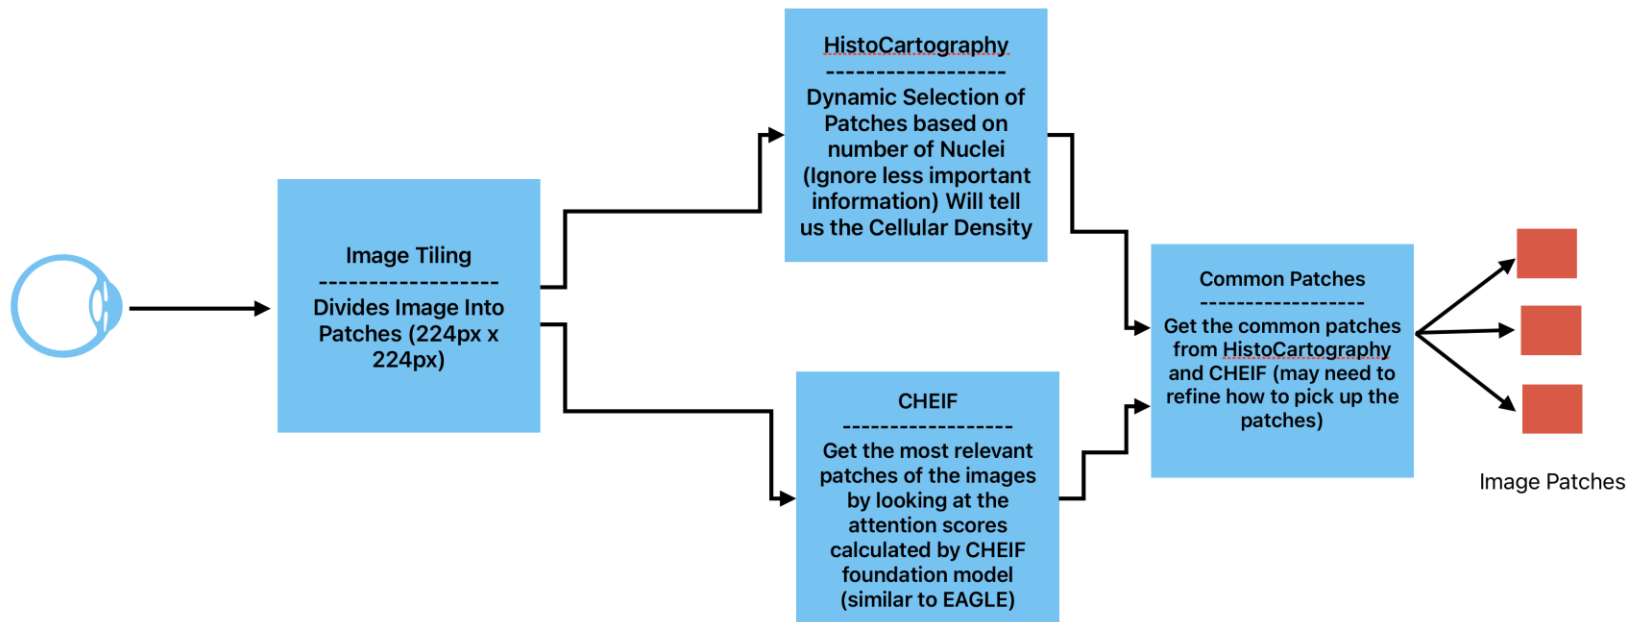 Image Tiling
------------------
Divides Image Into
Patches (224px x
224px)
HistoCartography
------------------
Dynamic Selection of
Patches based on
number of Nuclei
(Ignore less important
information) Will tell
us the Cellular Density
CHEIF
-----------------
Get the most relevant
patches of the images
by looking at the
attention scores
calculated by CHEIF
foundation model
(similar to EAGLE)
Common Patches
-----------------
Get the common patches
from HistoCartography
and CHEIF (may need to
refine how to pick up the
patches)
Image Patches